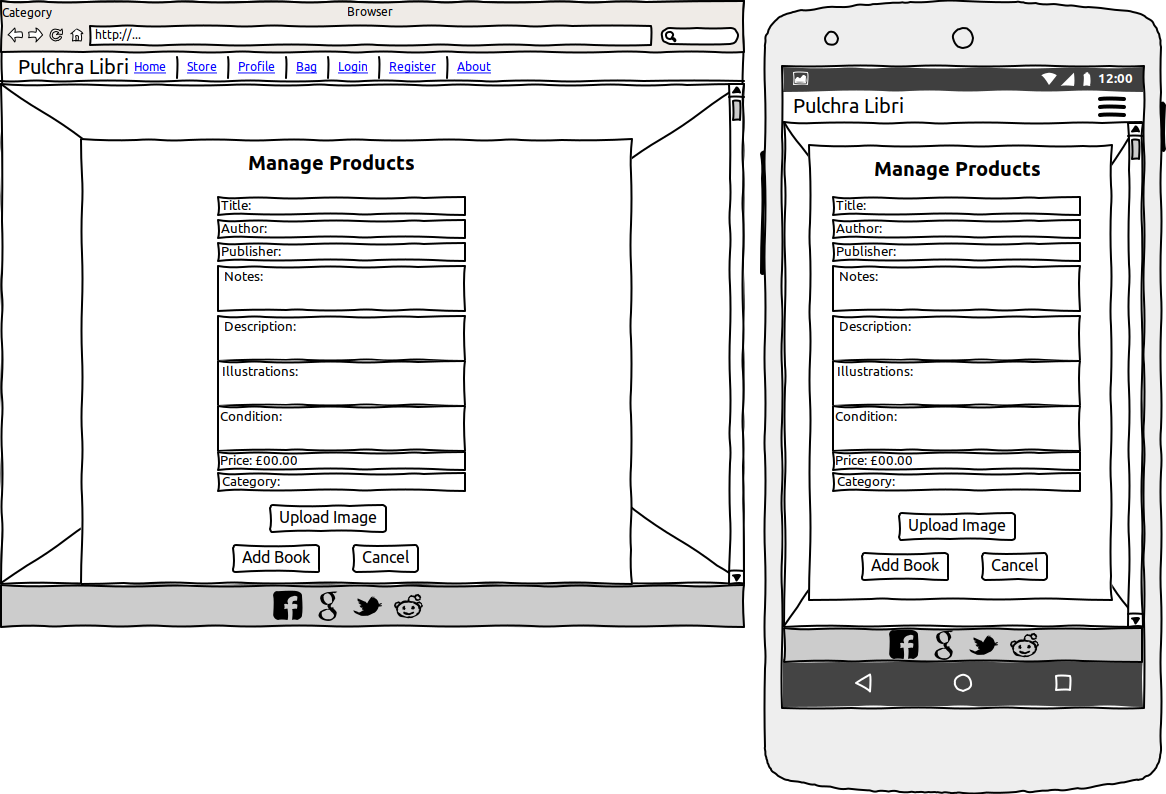 Category Browser
http://...
Pulchra Libri Home Store Profile Bag Login Register About
Manage Products
Title:
Author:
Publisher:
Notes:
Description:
Illustrations:
Condition:
Price: £00.00
Category:
Upload Image
Add Book Cancel
12:00
Pulchra Libri
Manage Products
Title:
Author:
Publisher:
Notes:
Description:
Illustrations:
Condition:
Price: £00.00
Category:
Upload Image
Add Book Cancel